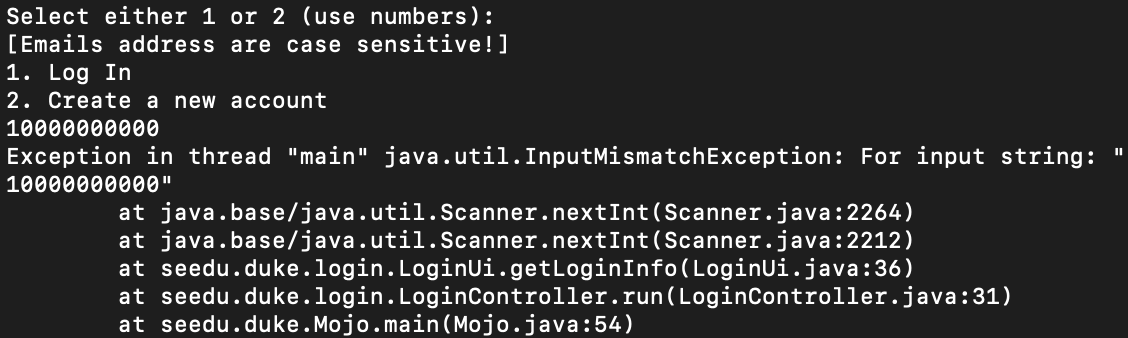 Select either 1 or 2 (use numbers):
[Emails address are case sensitive!]
1. Log In
2. Create a new account
10000000000
Exception in thread "main" java.util.InputMismatchException: For input string: "
10000000000"
        at java.base/java.util.Scanner.nextInt(Scanner.java:2264)
        at java.base/java.util.Scanner.nextInt(Scanner.java:2212)
        at seedu.duke.login.LoginUi.getLoginInfo(LoginUi.java:36)
        at seedu.duke.login.LoginController.run(LoginController.java:31)
        at seedu.duke.Mojo.main(Mojo.java:54)